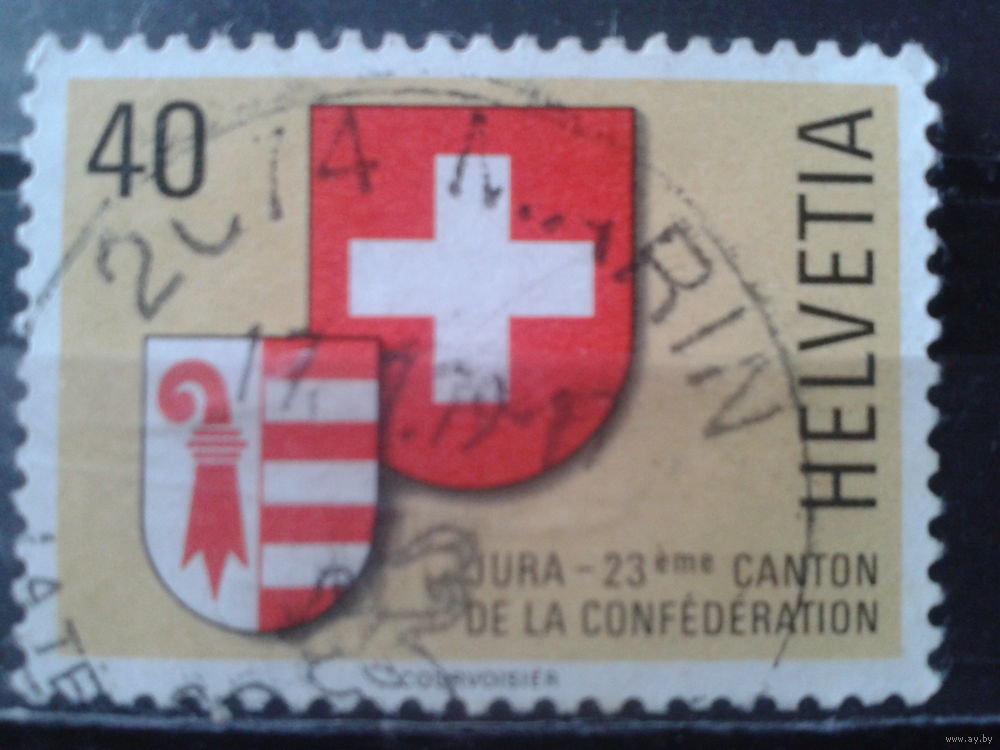 40
HELVETIA
JURA - 23ème CANTON
DE LA CONFÉDÉRATION
COURVOISIER
www.ay.by